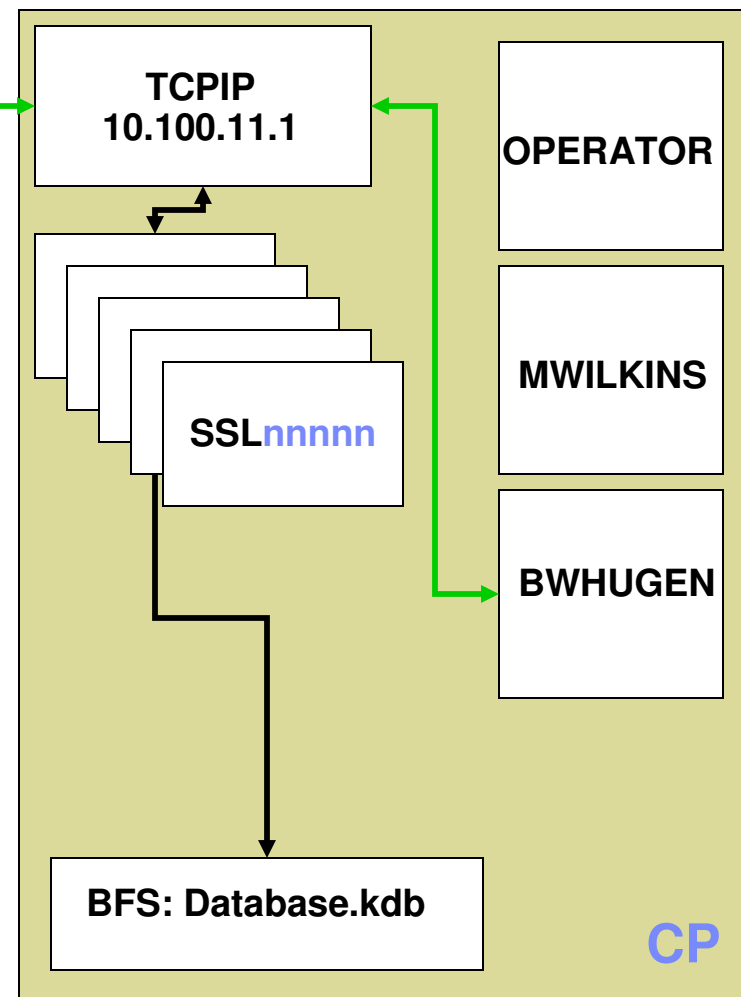 TCPIP
10.100.11.1
OPERATOR
MWILKINS
SSLnnnnn
BWHUGEN
BFS: Database.kdb
CP